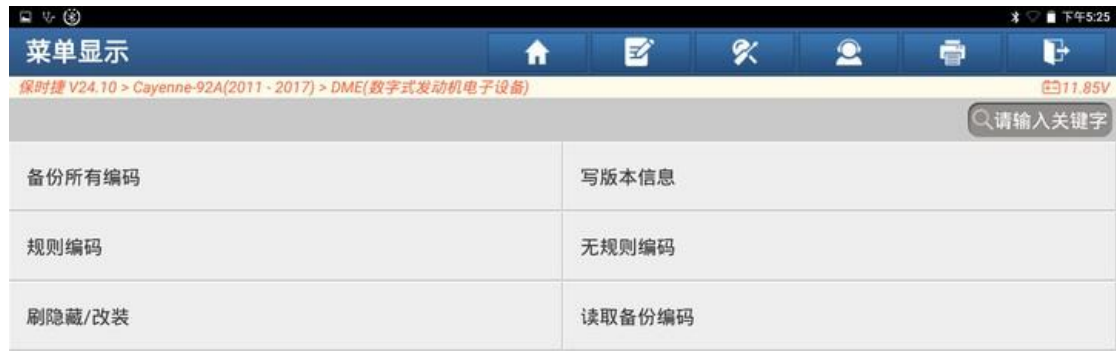 下午5:25
菜单显示
保时捷 V24.10 > Cayenne-92A(2011 - 2017) > DME(数字式发动机电子设备) 11.85V
请输入关键字
备份所有编码 写版本信息
规则编码 无规则编码
刷隐藏/改装 读取备份编码